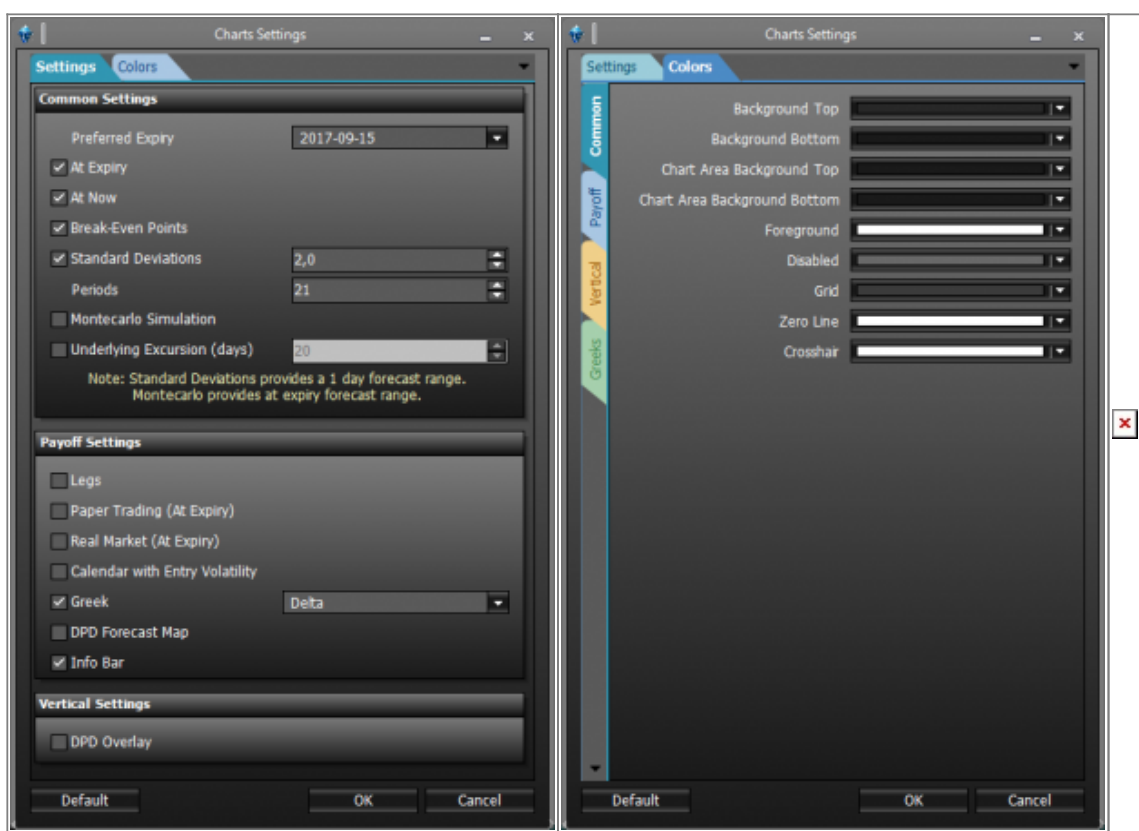 Charts Settings
Settings Colors
Common Settings
Preferred Expiry 2017-09-15
At Expiry
At Now
Break-Even Points
Standard Deviations 2,0
Periods 21
Montecarlo Simulation
Underlying Excursion (days) 20
Note: Standard Deviations provides a 1 day forecast range.
Montecarlo provides at expiry forecast range.
Payoff Settings
Legs
Paper Trading (At Expiry)
Real Market (At Expiry)
Calendar with Entry Volatility
Greek Delta
DPD Forecast Map
Info Bar
Vertical Settings
DPD Overlay
Default OK Cancel
Charts Settings
Settings Colors
Common
Payoff
Vertical
Greeks
Background Top
Background Bottom
Chart Area Background Top
Chart Area Background Bottom
Foreground
Disabled
Grid
Zero Line
Crosshair
Default OK Cancel